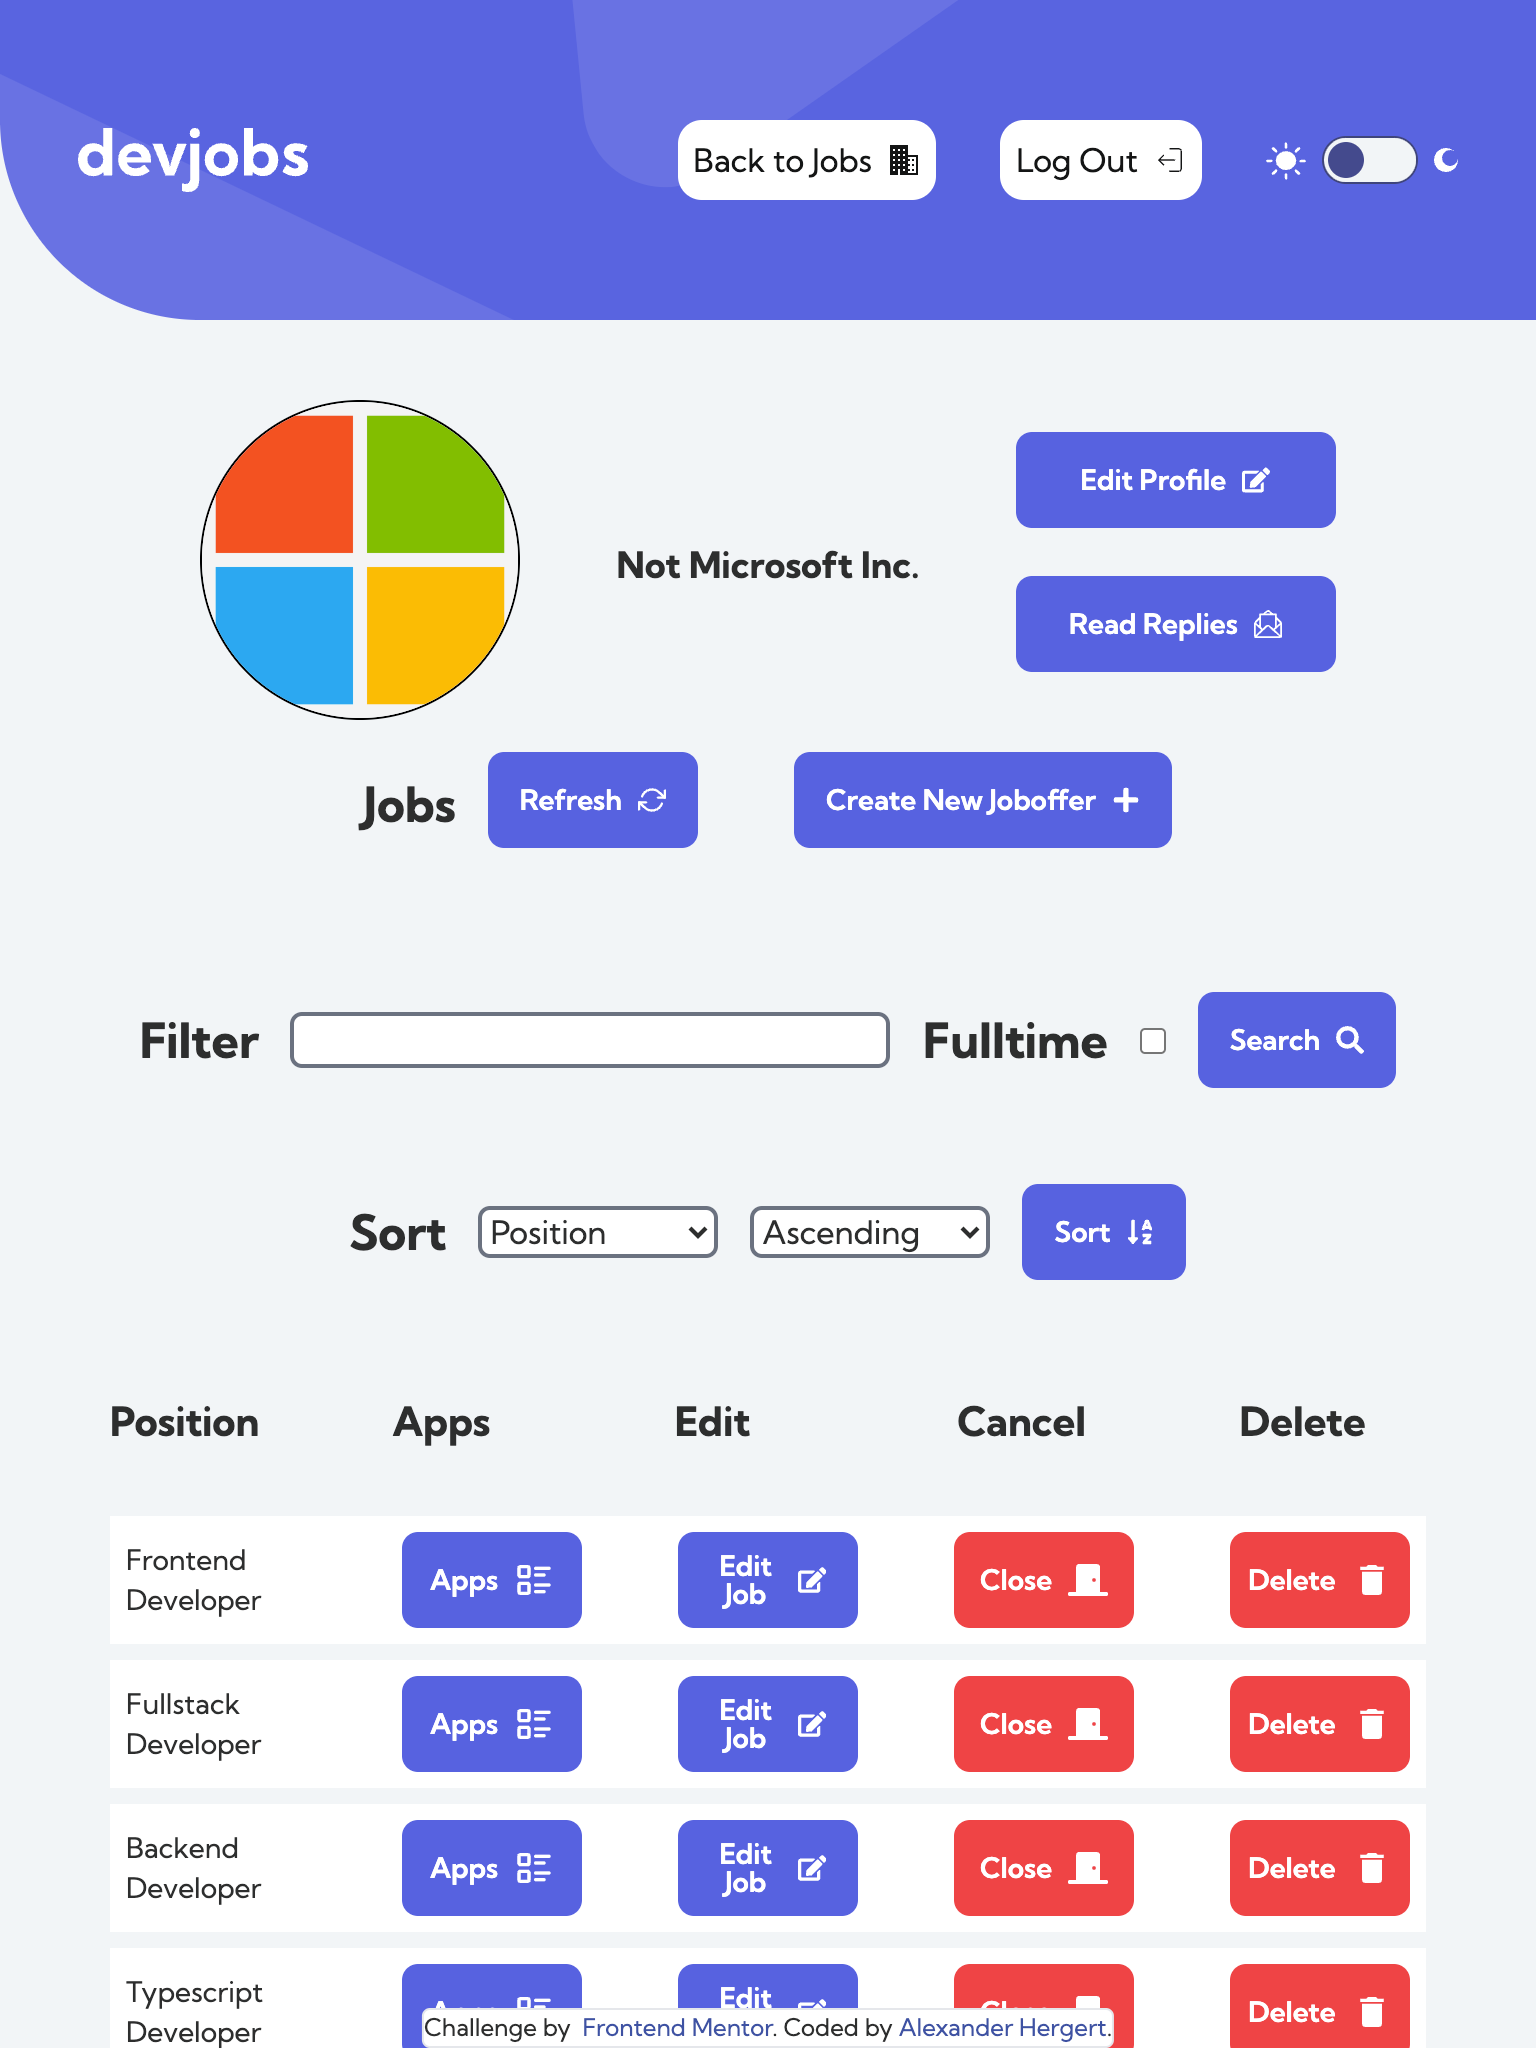 devjobs
Back to Jobs
Log Out
Not Microsoft Inc.
Edit Profile
Read Replies
Jobs
Refresh
Create New Joboffer
Filter
Fulltime
Search
Sort
Position
Ascending
Sort
Position
Apps
Edit
Cancel
Delete
Frontend
Developer
Apps
Edit
Job
Close
Delete
Fullstack
Developer
Apps
Edit
Job
Close
Delete
Backend
Developer
Apps
Edit
Job
Close
Delete
Typescript
Developer
Edit
Delete
Challenge by Frontend Mentor. Coded by Alexander Hergert.